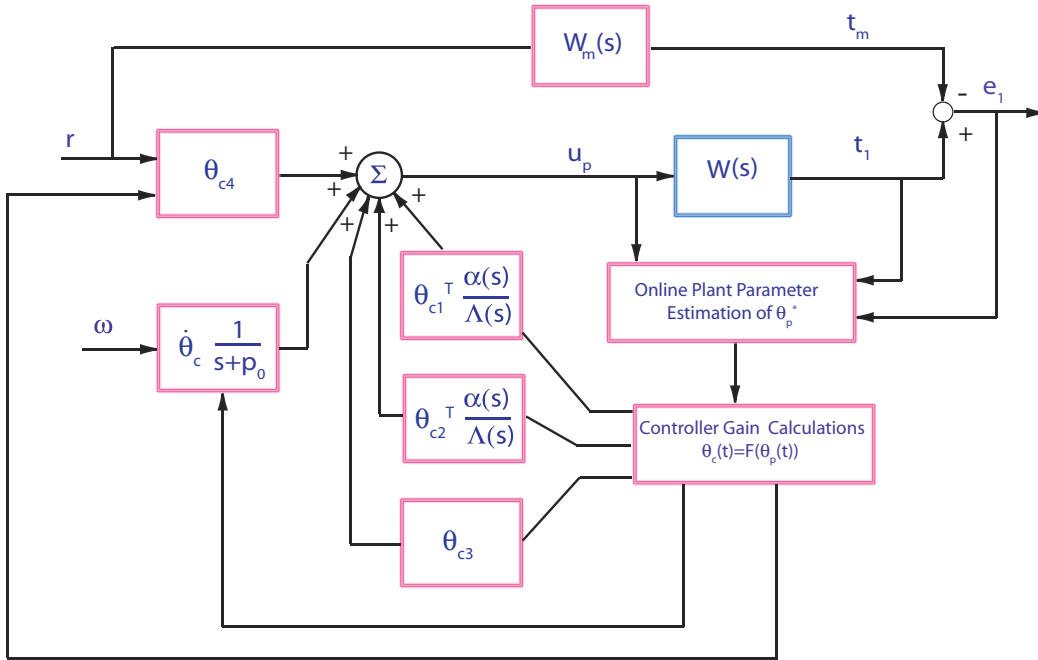 W_m(s)
t_m
-
e_1
+
r
θ_c4
+
Σ
+
+
+
+
u_p
W(s)
t_1
θ_c1^T α(s)/Λ(s)
Online Plant Parameter
Estimation of θ_p^*
ω
θ̇_c 1/(s+p_0)
θ_c2^T α(s)/Λ(s)
Controller Gain Calculations
θ_c(t)=F(θ_p(t))
θ_c3